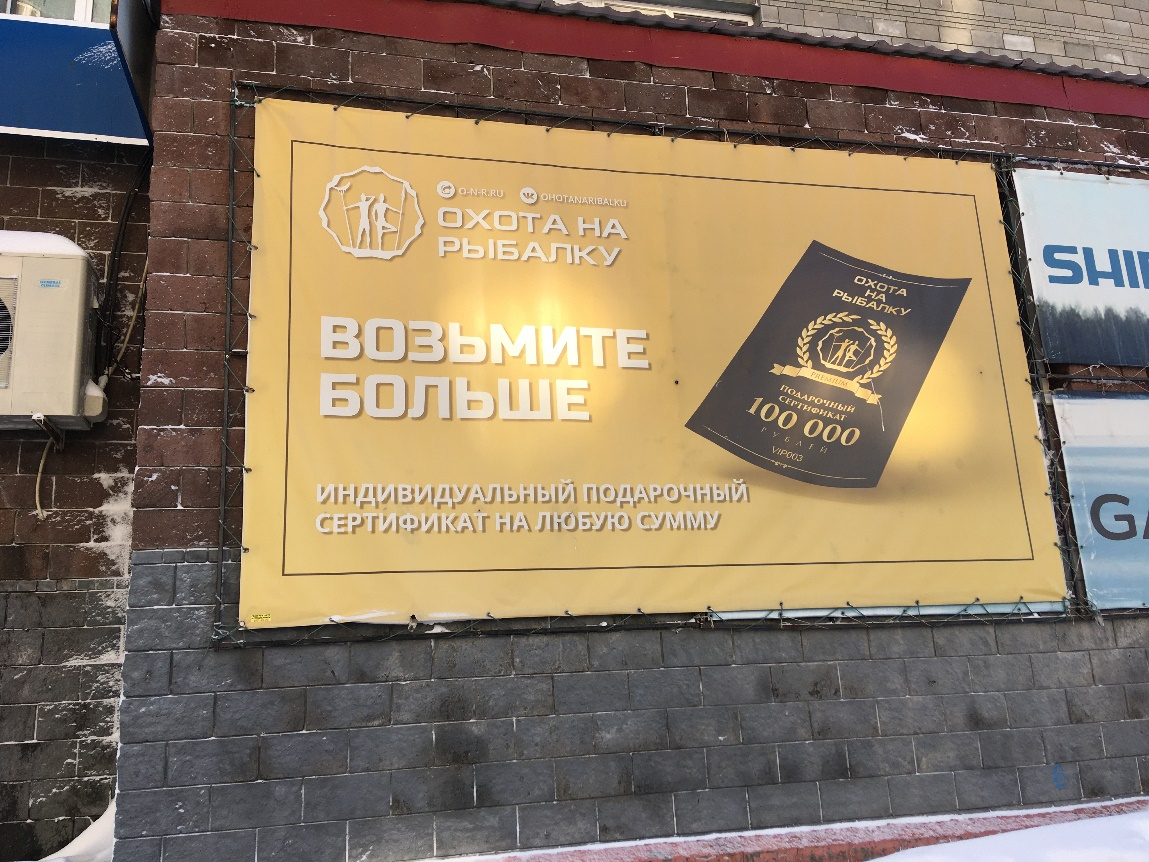 O-N-R.RU OHOTANARIBALKU
ОХОТА НА
РЫБАЛКУ
ВОЗЬМИТЕ
БОЛЬШЕ
ИНДИВИДУАЛЬНЫЙ ПОДАРОЧНЫЙ
СЕРТИФИКАТ НА ЛЮБУЮ СУММУ
ОХОТА
НА
РЫБАЛКУ
PREMIUM
ПОДАРОЧНЫЙ
СЕРТИФИКАТ
100 000
РУБЛЕЙ
VIP003